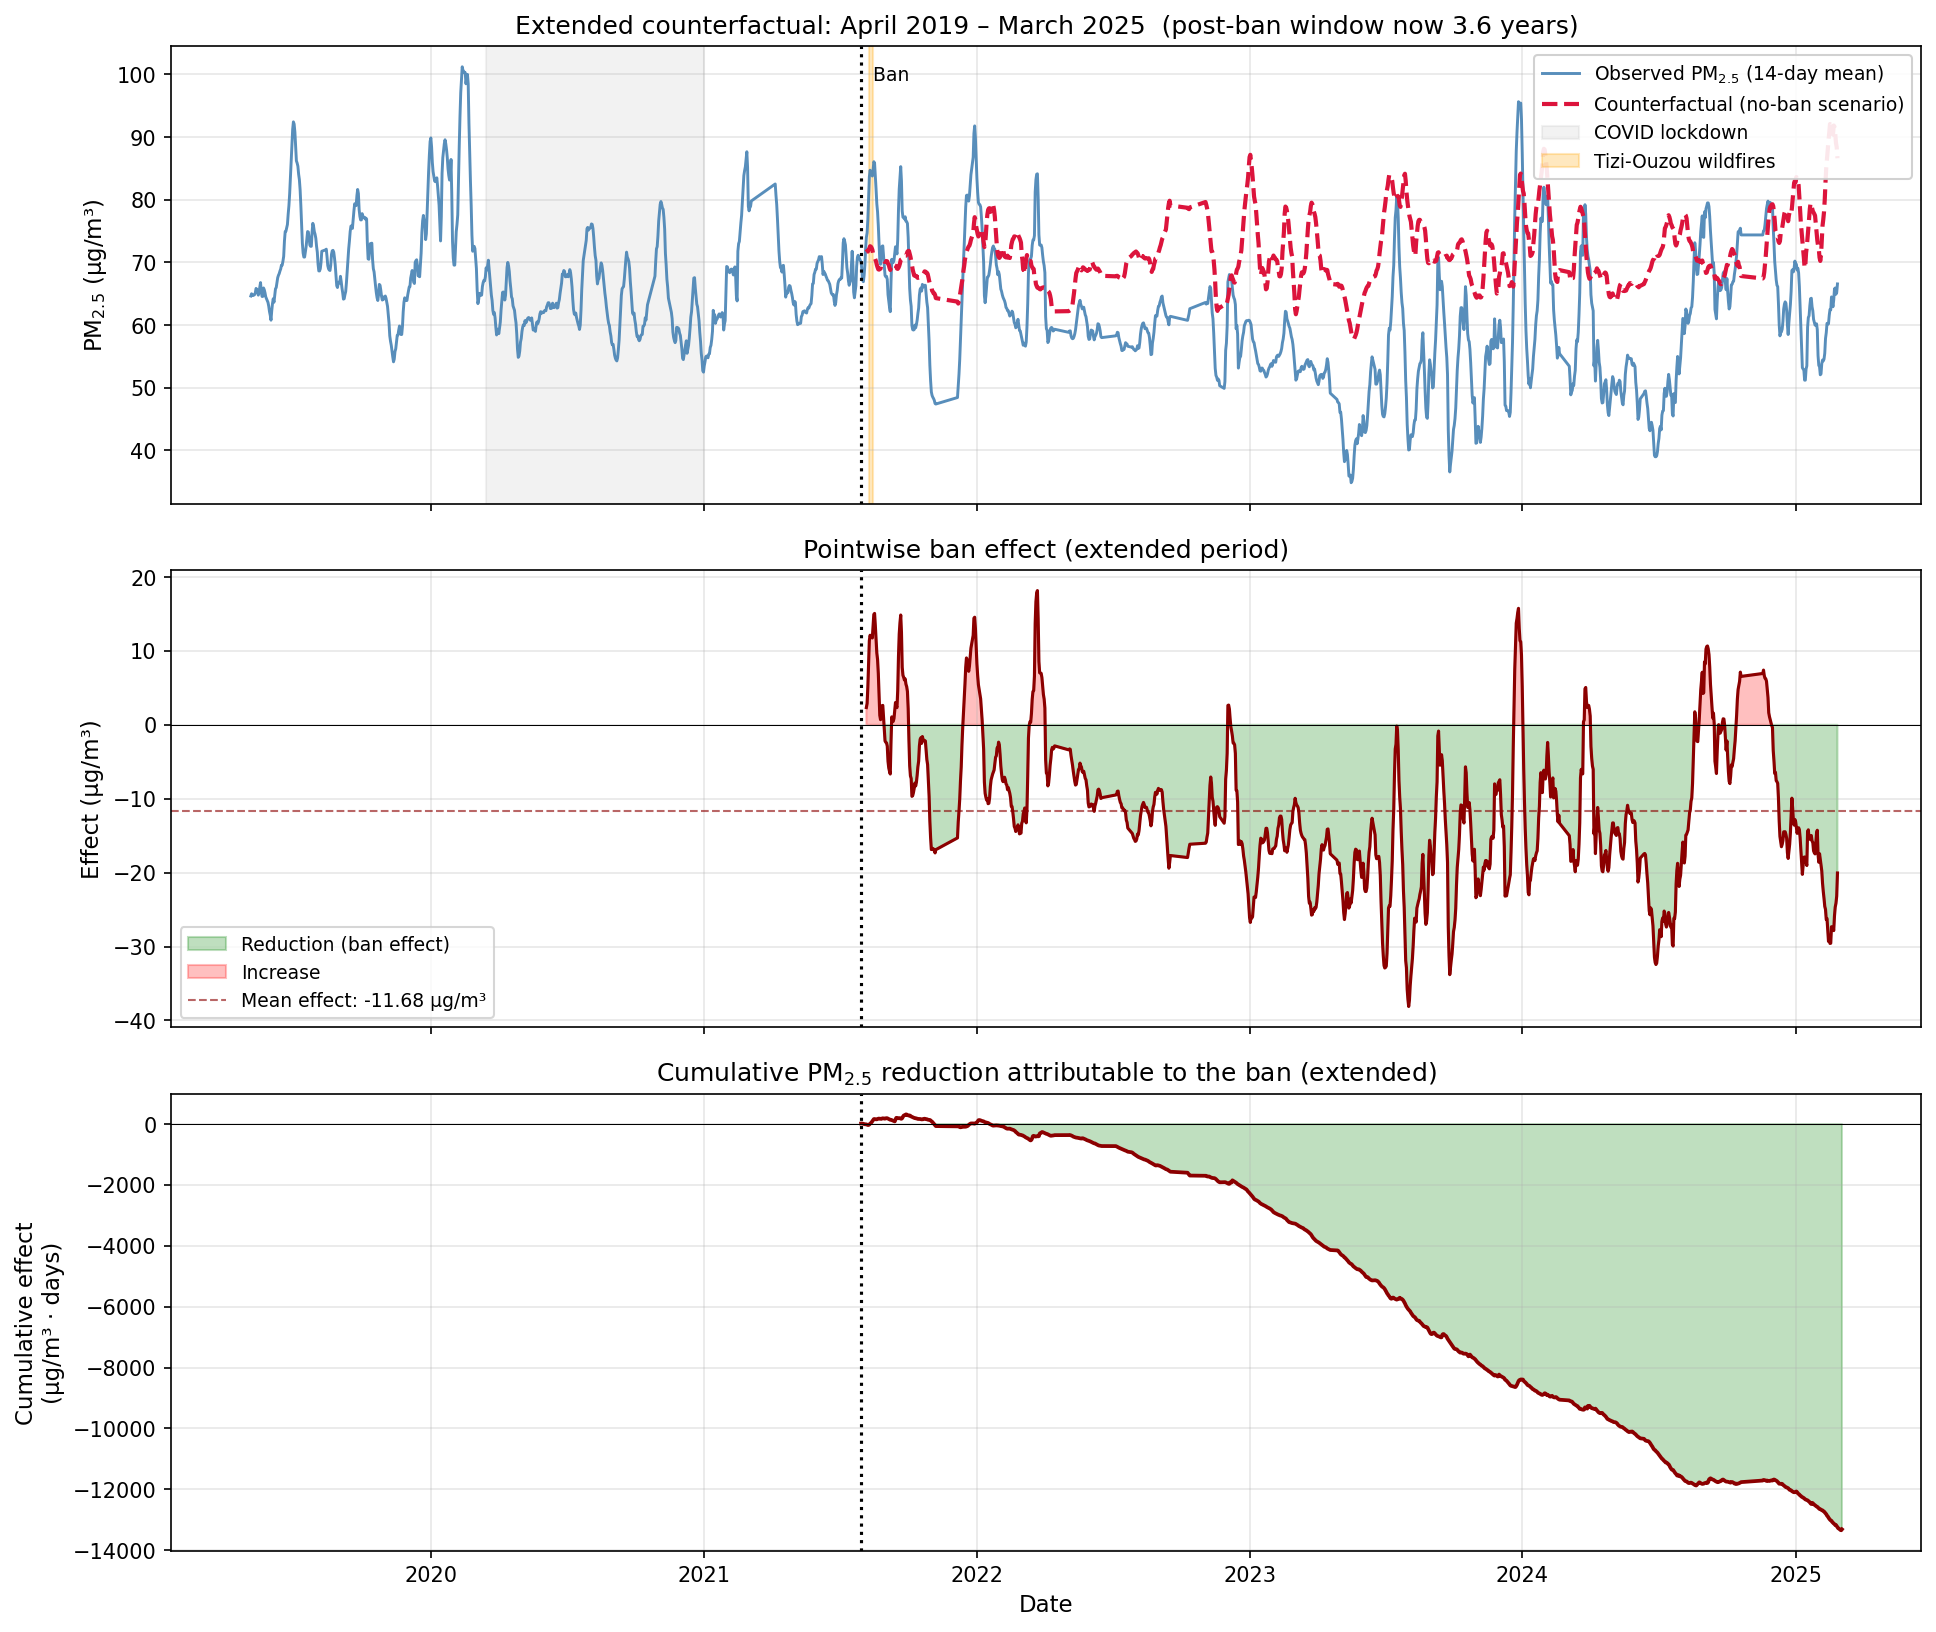 Extended counterfactual: April 2019 – March 2025  (post-ban window now 3.6 years)
PM₂.₅ (µg/m³)
100
90
80
70
60
50
40
Ban
Observed PM₂.₅ (14-day mean)
Counterfactual (no-ban scenario)
COVID lockdown
Tizi-Ouzou wildfires
Pointwise ban effect (extended period)
Effect (µg/m³)
20
10
0
−10
−20
−30
−40
Reduction (ban effect)
Increase
Mean effect: -11.68 µg/m³
Cumulative PM₂.₅ reduction attributable to the ban (extended)
Cumulative effect
(µg/m³ · days)
0
−2000
−4000
−6000
−8000
−10000
−12000
−14000
2020 2021 2022 2023 2024 2025
Date